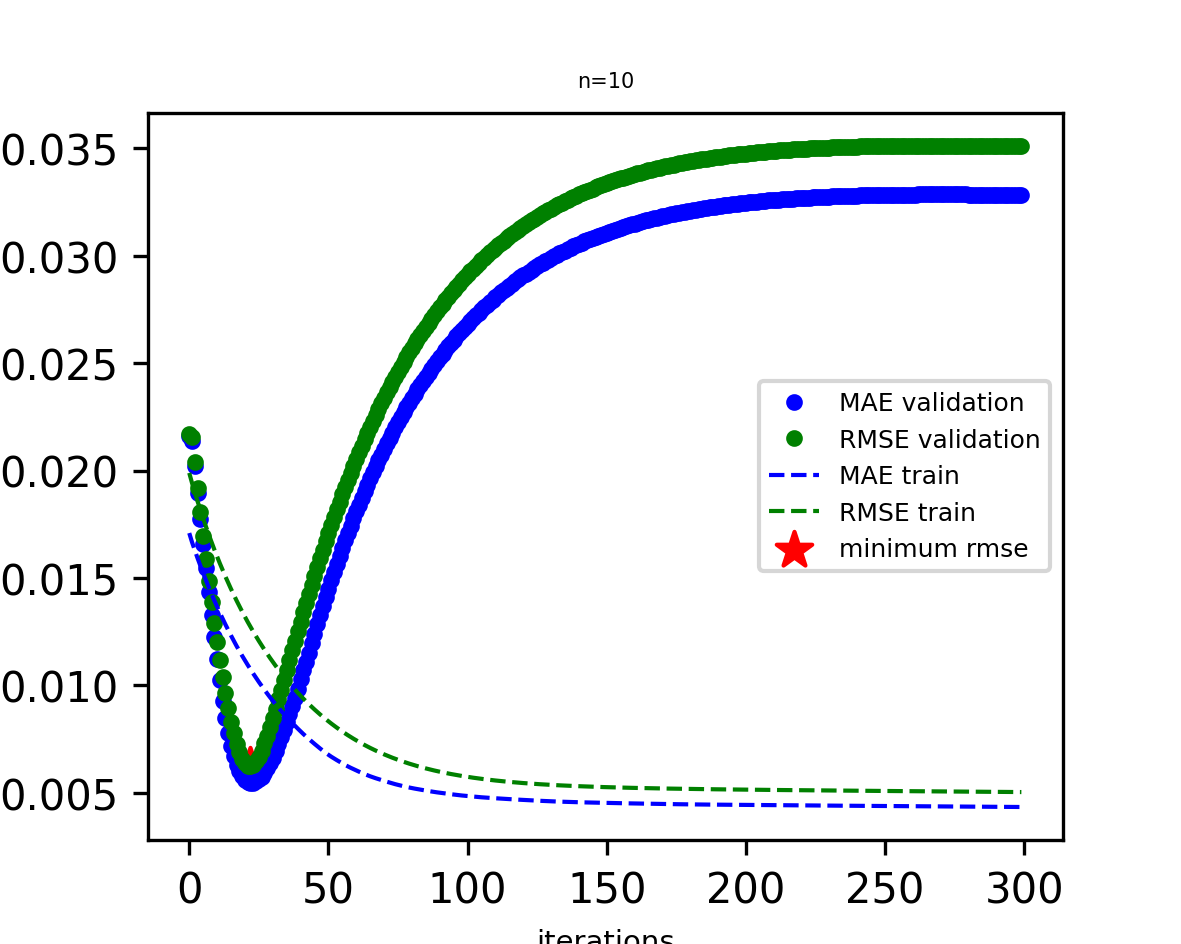 n=10
0.035
0.030
0.025
0.020
0.015
0.010
0.005
MAE validation
RMSE validation
MAE train
RMSE train
minimum rmse
0 50 100 150 200 250 300
iterations